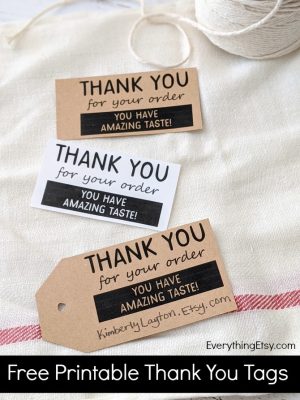 THANK YOU
for your order
YOU HAVE
AMAZING TASTE!
THANK YOU
for your order
YOU HAVE
AMAZING TASTE!
THANK YOU
for your order
YOU HAVE
AMAZING TASTE!
KimberlyLayton.Etsy.com
EverythingEtsy.com
Free Printable Thank You Tags